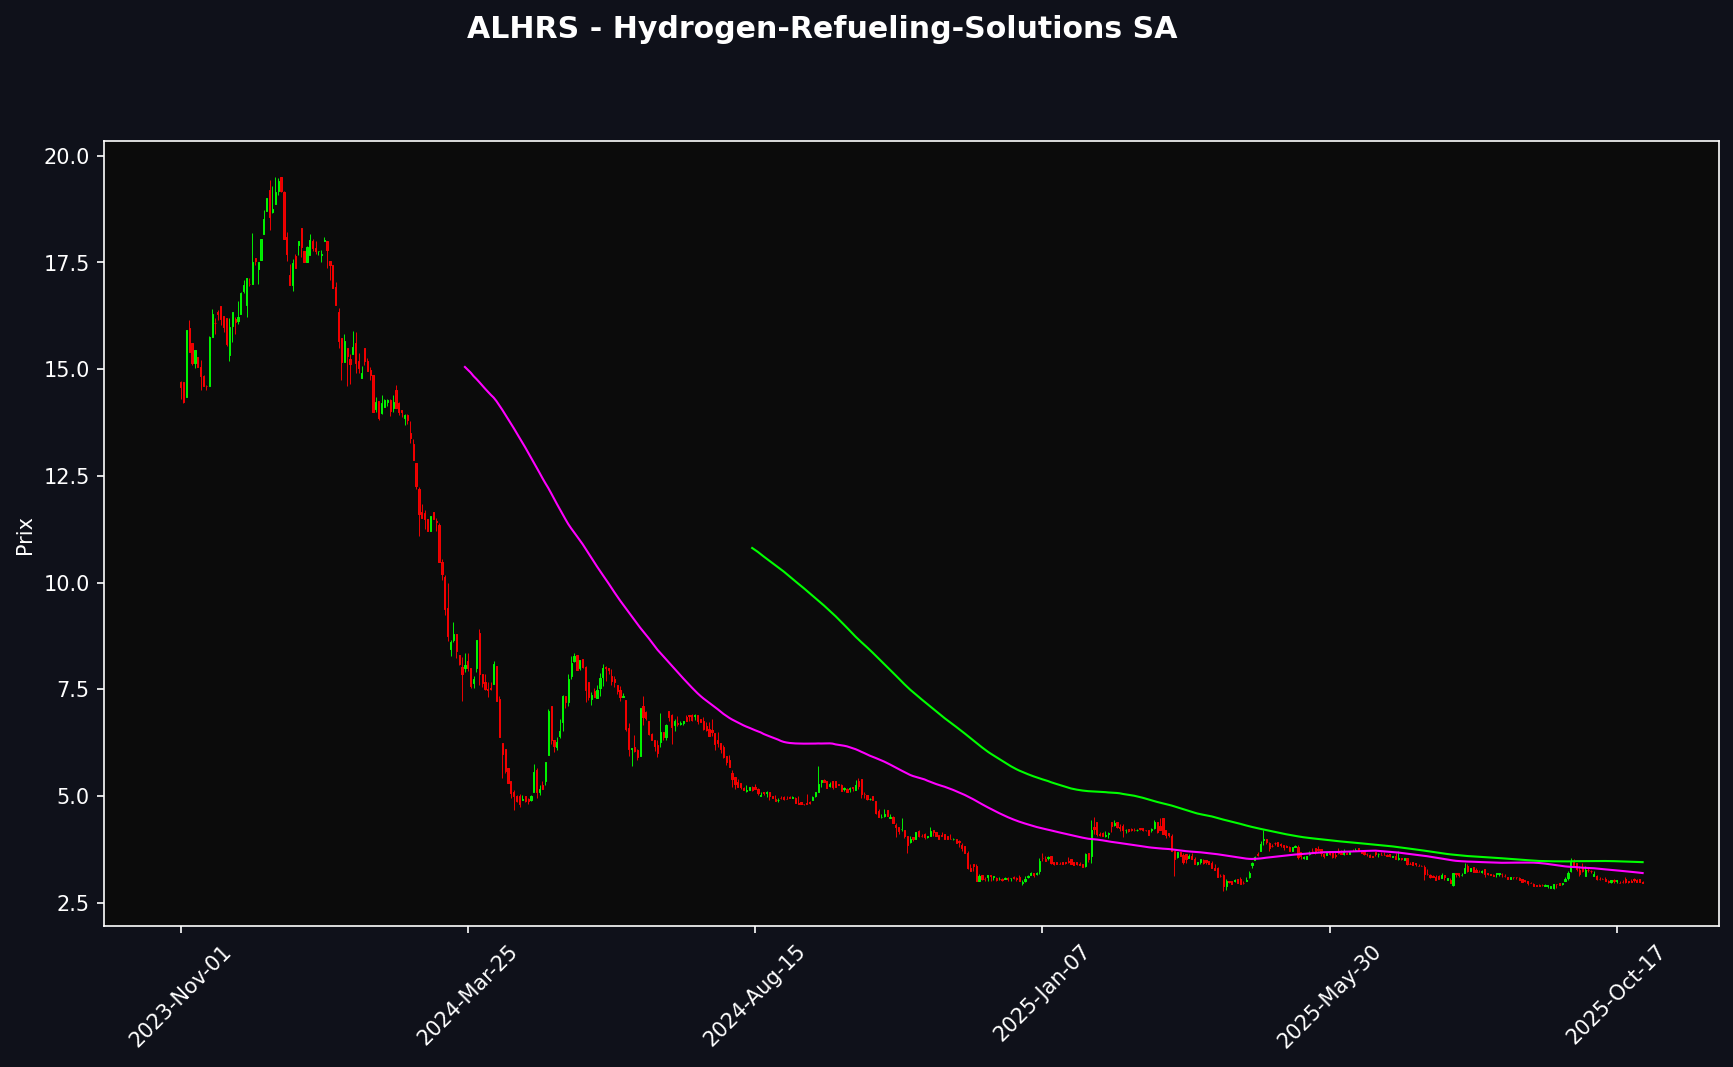 ALHRS - Hydrogen-Refueling-Solutions SA
Prix
20.0
17.5
15.0
12.5
10.0
7.5
5.0
2.5
2023-Nov-01
2024-Mar-25
2024-Aug-15
2025-Jan-07
2025-May-30
2025-Oct-17